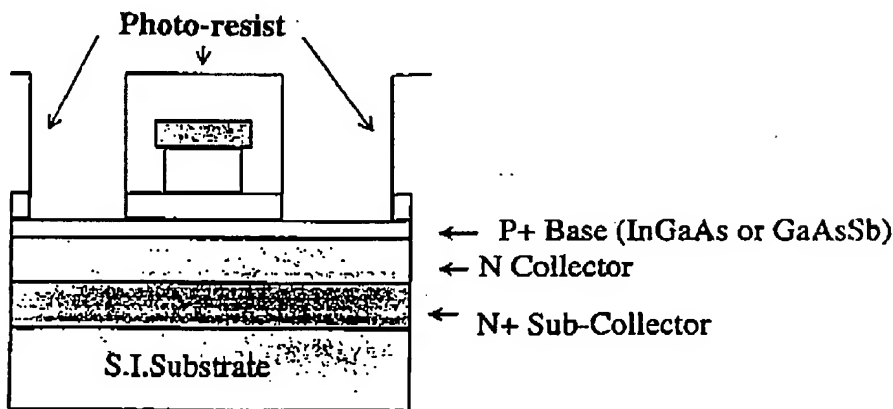 Photo-resist
P+ Base (InGaAs or GaAsSb)
N Collector
N+ Sub-Collector
S.I.Substrate